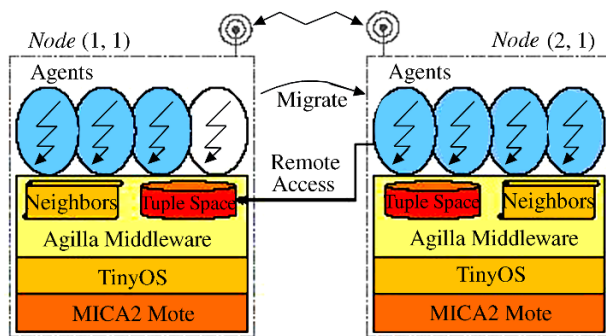 Node (1, 1)
Node (2, 1)
Agents
Agents
Migrate
Remote
Access
Neighbors
Tuple Space
Tuple Space
Neighbors
Agilla Middleware
Agilla Middleware
TinyOS
TinyOS
MICA2 Mote
MICA2 Mote